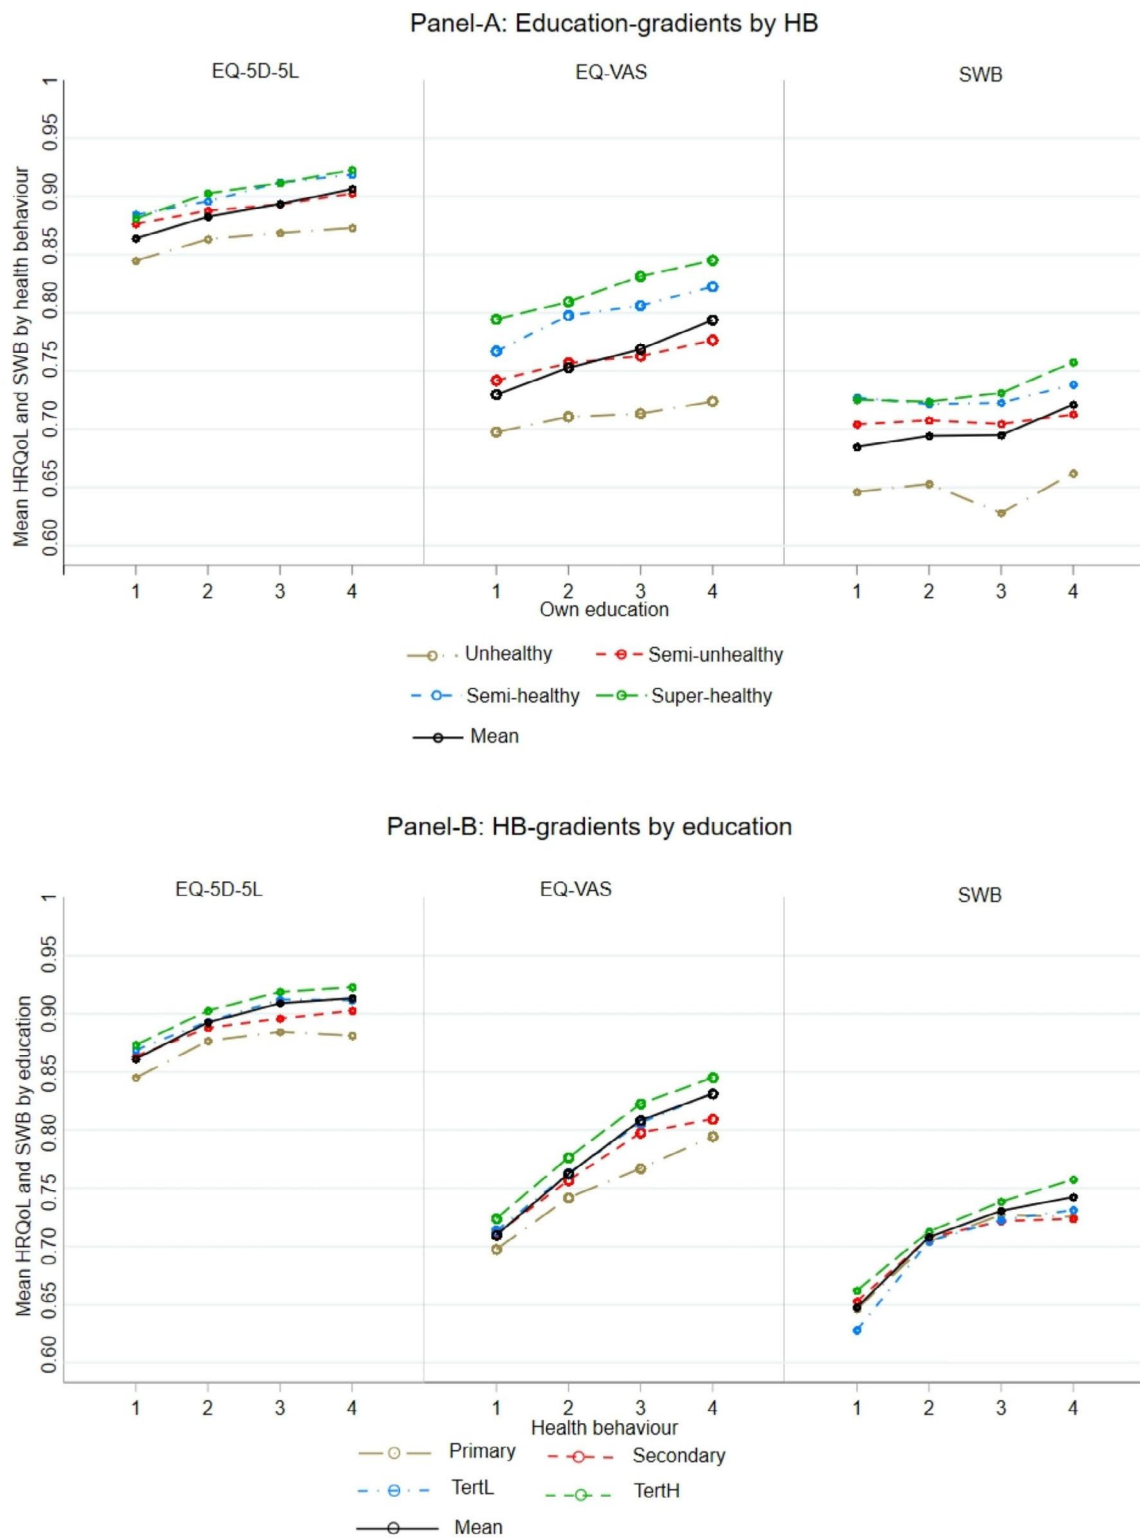 Panel-A: Education-gradients by HB
EQ-5D-5L EQ-VAS SWB
Mean HRQoL and SWB by health behaviour
1
0.95
0.90
0.85
0.80
0.75
0.70
0.65
0.60
1 2 3 4 1 2 3 4 1 2 3 4
Own education
Unhealthy Semi-unhealthy
Semi-healthy Super-healthy
Mean
Panel-B: HB-gradients by education
EQ-5D-5L EQ-VAS SWB
Mean HRQoL and SWB by education
1
0.95
0.90
0.85
0.80
0.75
0.70
0.65
0.60
1 2 3 4 1 2 3 4 1 2 3 4
Health behaviour
Primary Secondary
TertL TertH
Mean